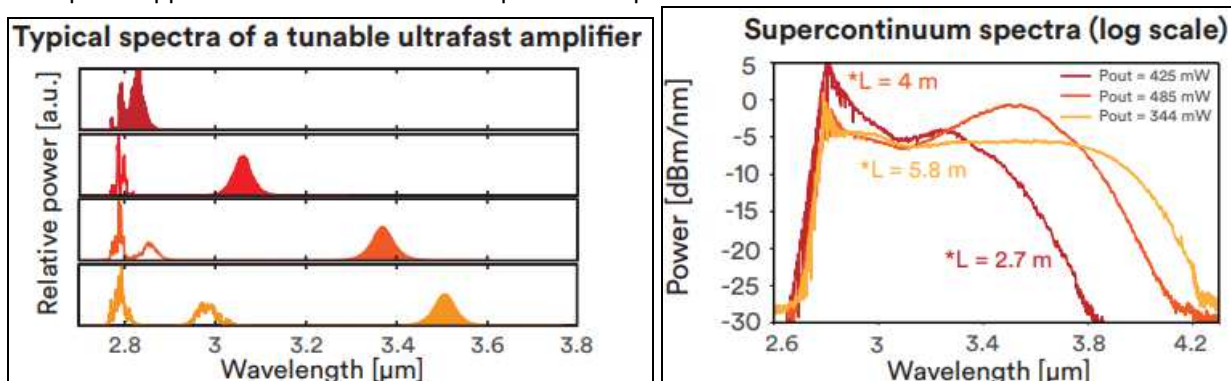 Typical spectra of a tunable ultrafast amplifier
Relative power [a.u.]
2.8 3 3.2 3.4 3.6 3.8
Wavelength [µm]
Supercontinuum spectra (log scale)
Power [dBm/nm]
5
0
-5
-10
-15
-20
-25
-30
*L = 4 m
Pout = 425 mW
Pout = 485 mW
Pout = 344 mW
*L = 5.8 m
*L = 2.7 m
2.6 3 3.4 3.8 4.2
Wavelength [µm]